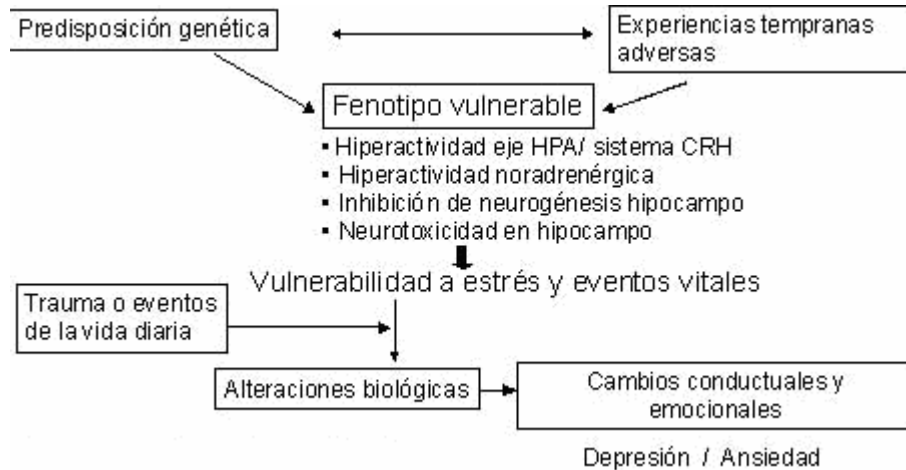 Predisposición genética
Experiencias tempranas
adversas
Fenotipo vulnerable
▪ Hiperactividad eje HPA/ sistema CRH
▪ Hiperactividad noradrenérgica
▪ Inhibición de neurogénesis hipocampo
▪ Neurotoxicidad en hipocampo
Vulnerabilidad a estrés y eventos vitales
Trauma o eventos
de la vida diaria
Alteraciones biológicas
Cambios conductuales y
emocionales
Depresión / Ansiedad